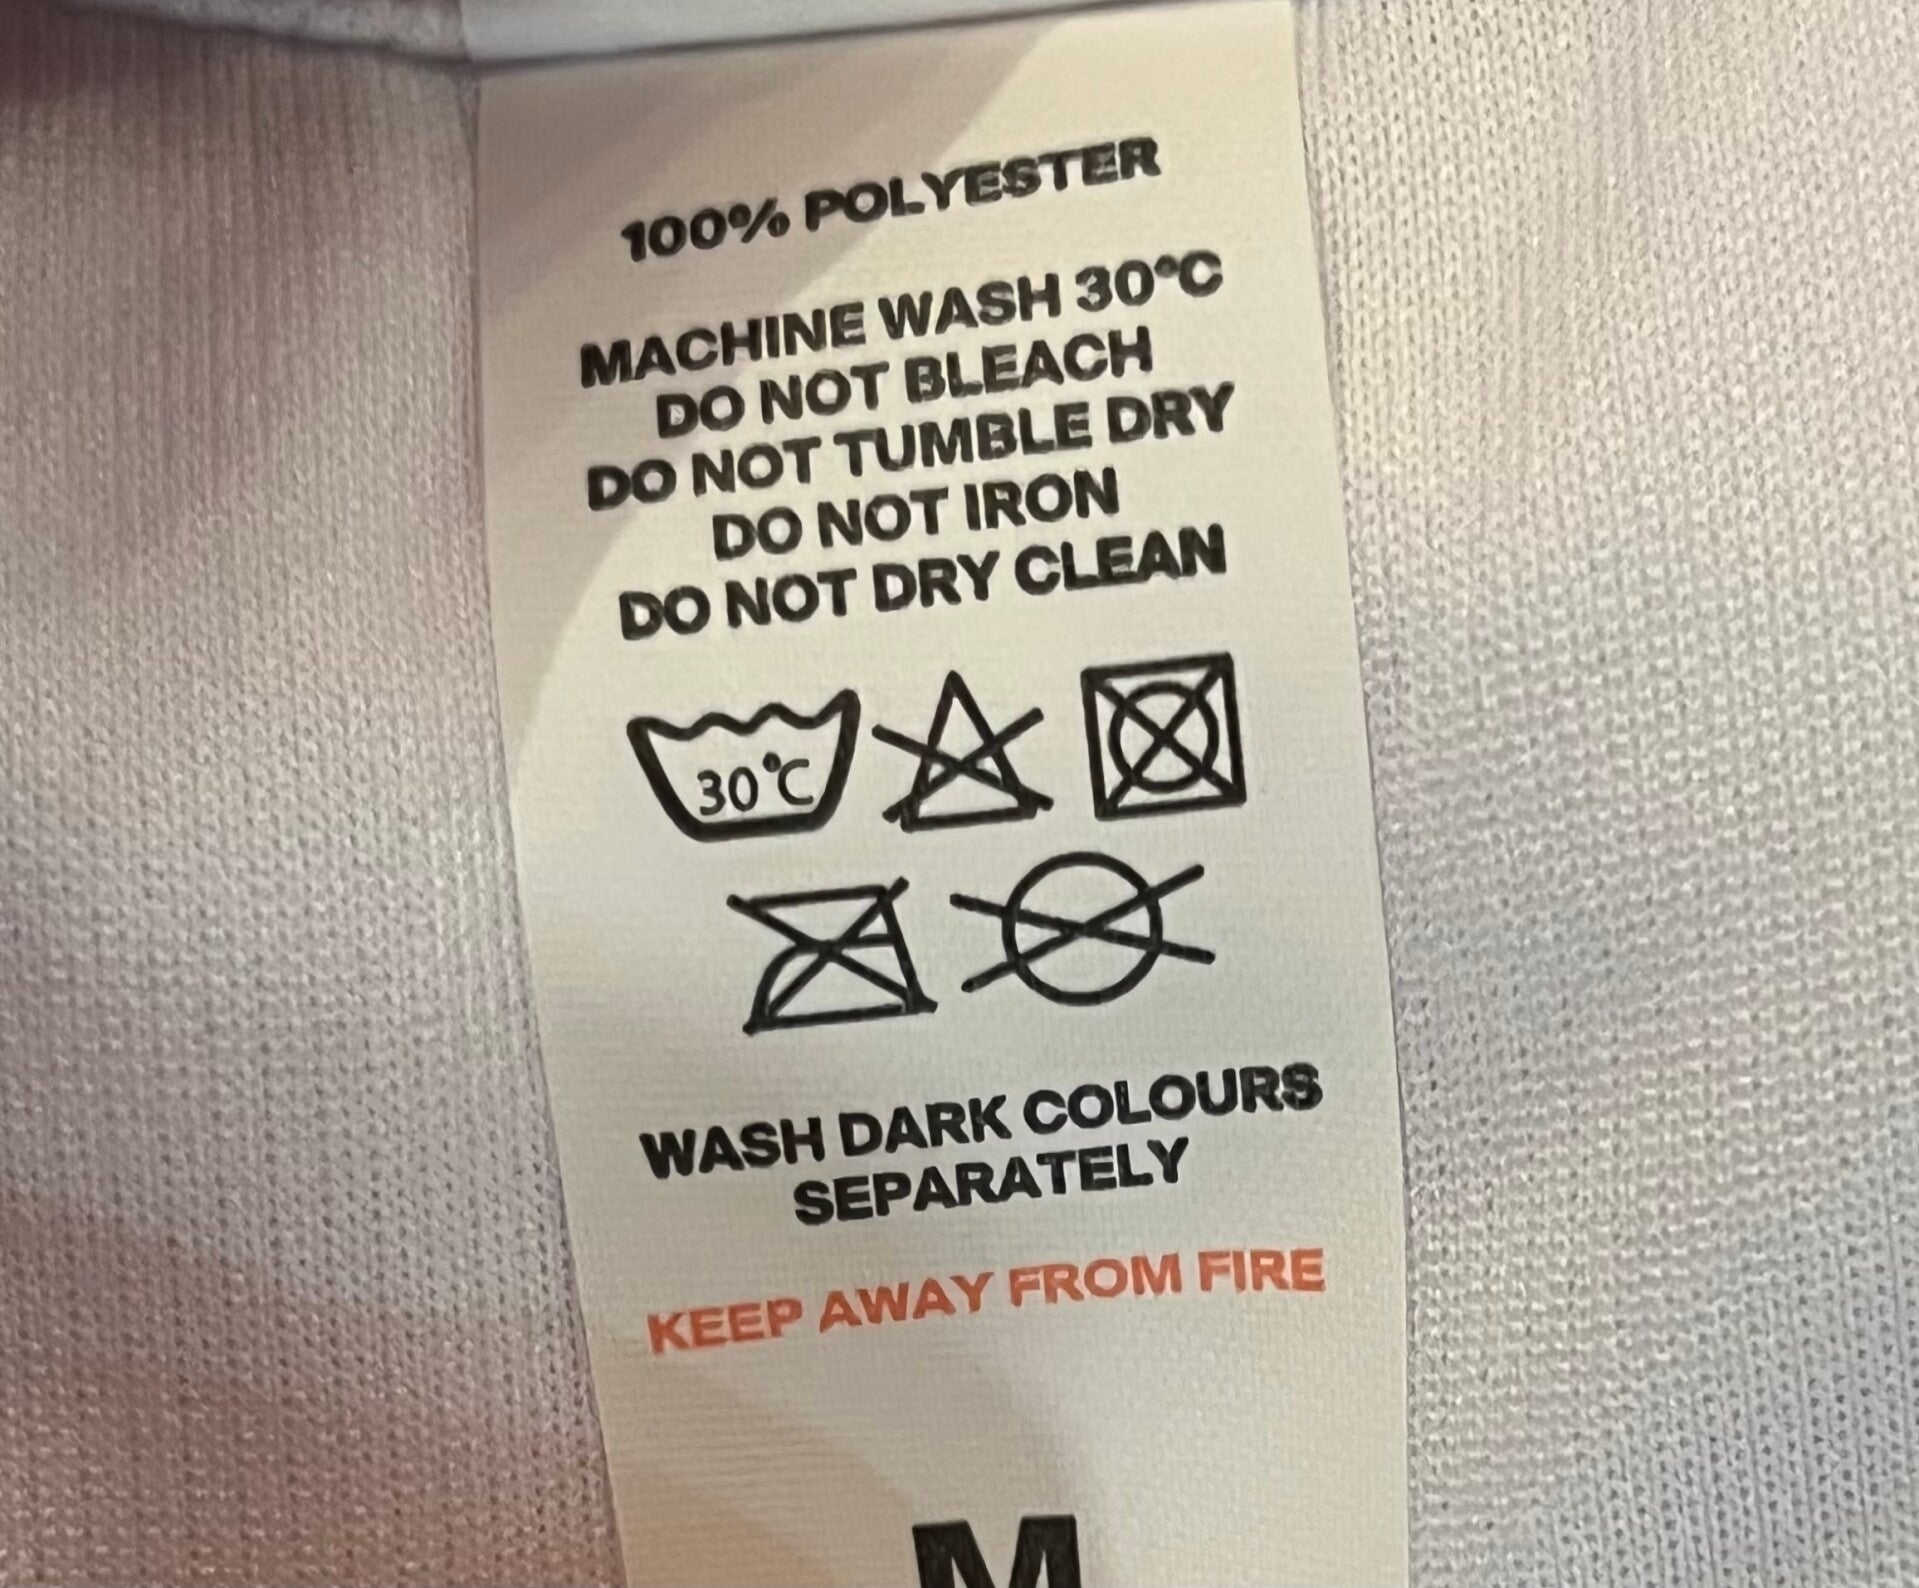 100% POLYESTER
MACHINE WASH 30°C
DO NOT BLEACH
DO NOT TUMBLE DRY
DO NOT IRON
DO NOT DRY CLEAN
30°C
WASH DARK COLOURS
SEPARATELY
KEEP AWAY FROM FIRE
M